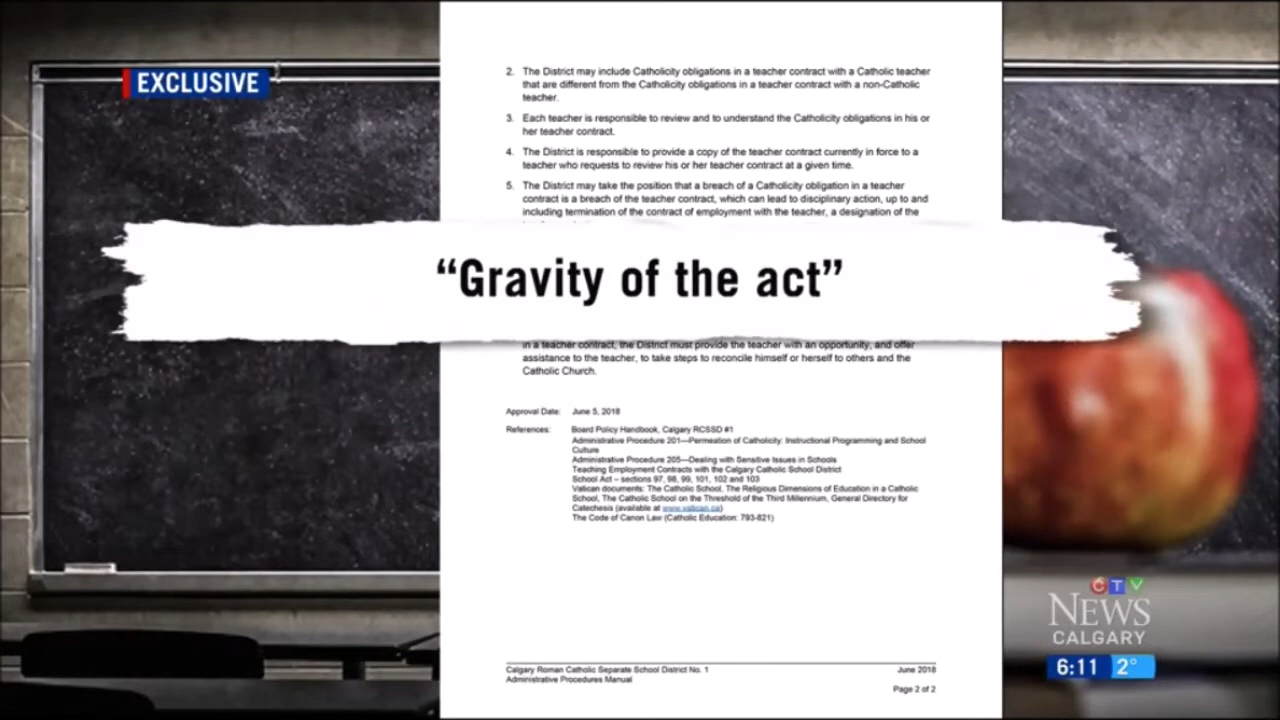 EXCLUSIVE
2. The District may include Catholicity obligations in a teacher contract with a Catholic teacher
that are different from the Catholicity obligations in a teacher contract with a non-Catholic
teacher.
3. Each teacher is responsible to review and to understand the Catholicity obligations in his or
her teacher contract.
4. The District is responsible to provide a copy of the teacher contract currently in force to a
teacher who requests to review his or her teacher contract at a given time.
5. The District may take the position that a breach of a Catholicity obligation in a teacher
contract is a breach of the teacher contract, which can lead to disciplinary action, up to and
including termination of the contract of employment with the teacher, a designation of the
“Gravity of the act”
in a teacher contract, the District must provide the teacher with an opportunity, and offer
assistance to the teacher, to take steps to reconcile himself or herself to others and the
Catholic Church.
Approval Date: June 5, 2018
References: Board Policy Handbook, Calgary RCSSD #1
Administrative Procedure 201—Permeation of Catholicity: Instructional Programming and School
Culture
Administrative Procedure 205—Dealing with Sensitive Issues in Schools
Teaching Employment Contracts with the Calgary Catholic School District
School Act – sections 97, 98, 99, 101, 102 and 103
Vatican documents: The Catholic School, The Religious Dimensions of Education in a Catholic
School, The Catholic School on the Threshold of the Third Millennium, General Directory for
Catechesis (available at www.vatican.ca)
The Code of Canon Law (Catholic Education: 793-821)
Calgary Roman Catholic Separate School District No. 1 June 2018
Administrative Procedures Manual
Page 2 of 2
CTV
NEWS
CALGARY
6:11 2°